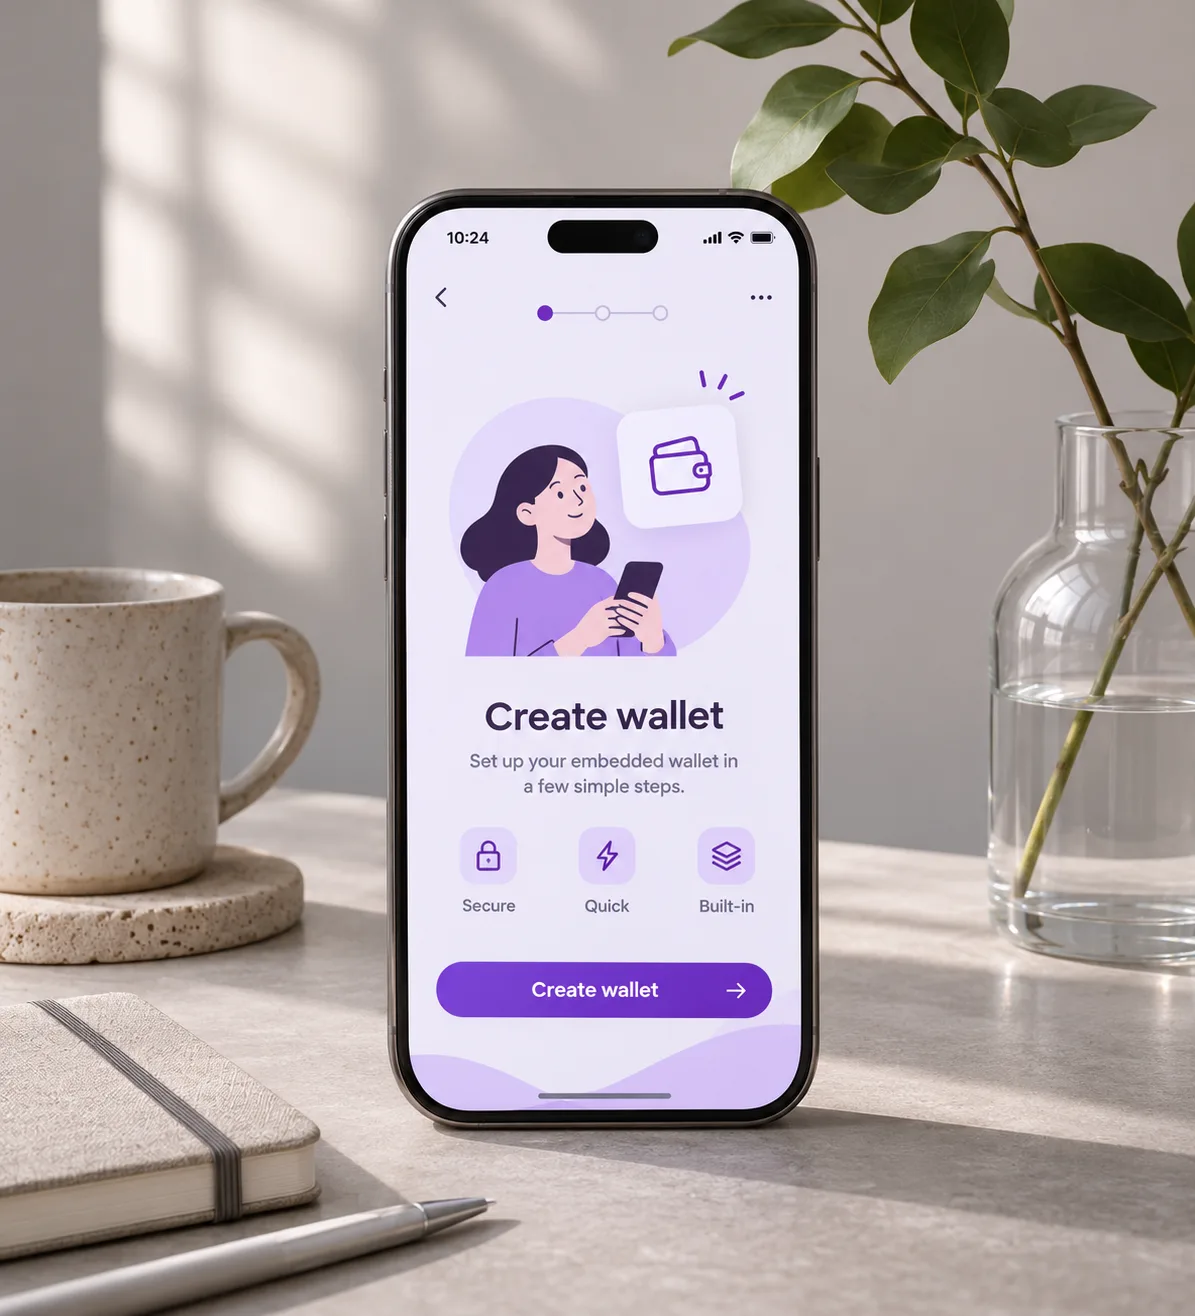 10:24
Create wallet
Set up your embedded wallet in
a few simple steps.
Secure
Quick
Built-in
Create wallet